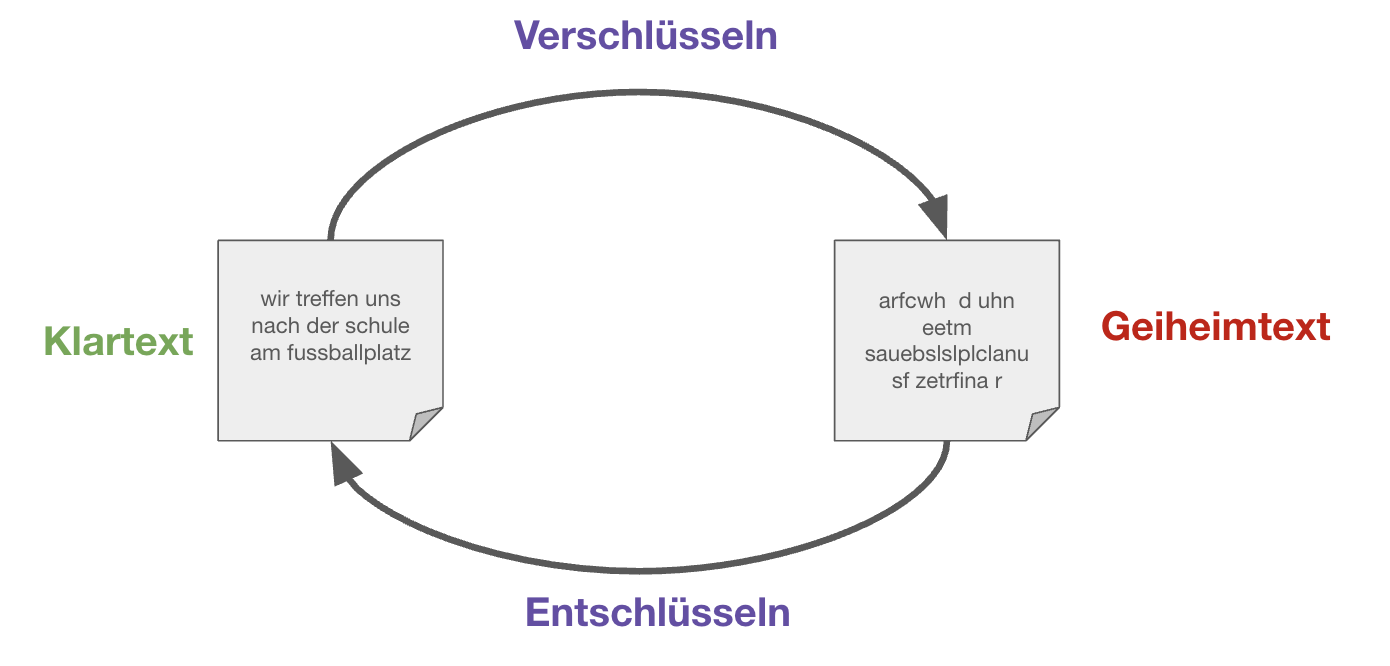 Verschlüsseln
Klartext
wir treffen uns
nach der schule
am fussballplatz
arfcwh  d uhn
eetm
sauebslslplclanu
sf zetrfina r
Geiheimtext
Entschlüsseln